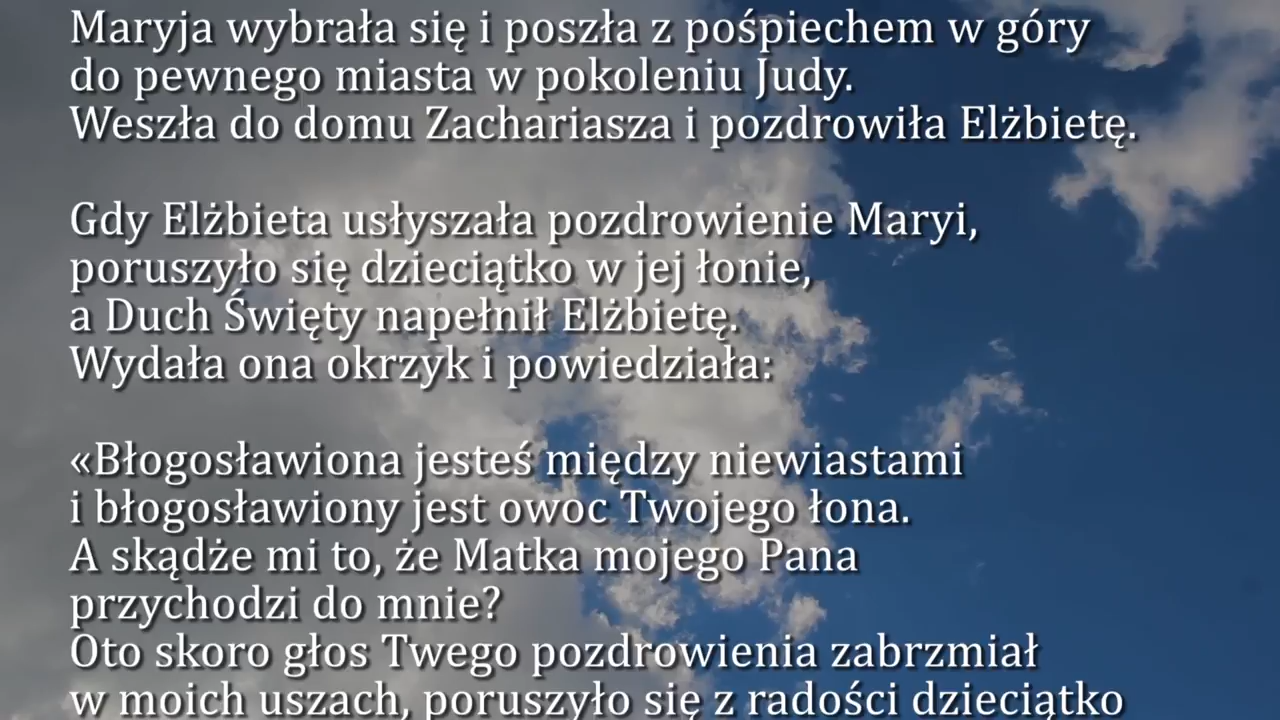 Maryja wybrała się i poszła z pośpiechem w góry
do pewnego miasta w pokoleniu Judy.
Weszła do domu Zachariasza i pozdrowiła Elżbietę.
Gdy Elżbieta usłyszała pozdrowienie Maryi,
poruszyło się dzieciątko w jej łonie,
a Duch Święty napełnił Elżbietę.
Wydała ona okrzyk i powiedziała:
«Błogosławiona jesteś między niewiastami
i błogosławiony jest owoc Twojego łona.
A skądże mi to, że Matka mojego Pana
przychodzi do mnie?
Oto skoro głos Twego pozdrowienia zabrzmiał
w moich uszach, poruszyło się z radości dzieciątko